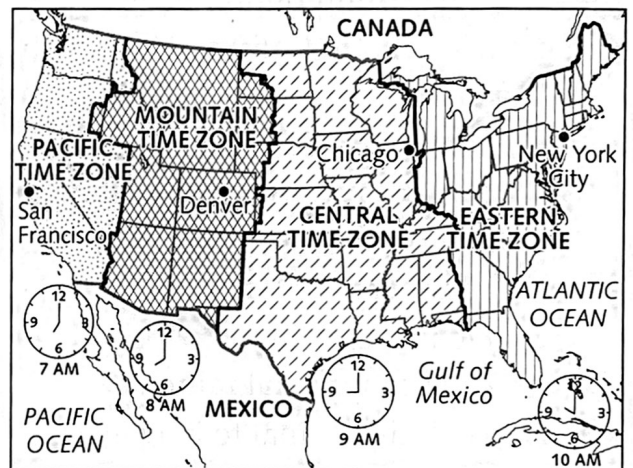 CANADA
MOUNTAIN
TIME ZONE
PACIFIC
TIME ZONE
Chicago
New York
City
San
Francisco
Denver
CENTRAL
TIME ZONE
EASTERN
TIME ZONE
ATLANTIC
OCEAN
12
9
3
6
7 AM
12
9
3
6
8 AM
MEXICO
12
9
3
6
9 AM
Gulf of
Mexico
12
9
3
6
10 AM
PACIFIC
OCEAN